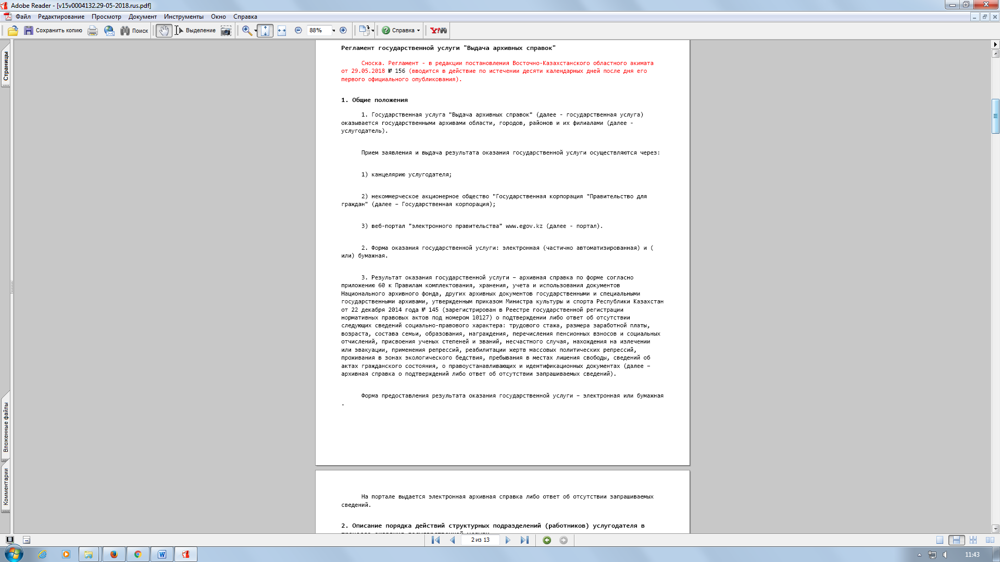 Adobe Reader - [v15v0004132.29-05-2018.rus.pdf]
Файл Редактирование Просмотр Документ Инструменты Окно Справка
Сохранить копию Поиск Выделение 88% Справка Y!
Страницы
Регламент государственной услуги "Выдача архивных справок"
Сноска. Регламент - в редакции постановления Восточно-Казахстанского областного акимата
от 29.05.2018 № 156 (вводится в действие по истечении десяти календарных дней после дня его
первого официального опубликования).
1. Общие положения
1. Государственная услуга "Выдача архивных справок" (далее - государственная услуга)
оказывается государственными архивами области, городов, районов и их филиалами (далее -
услугодатель).
Прием заявления и выдача результата оказания государственной услуги осуществляются через:
1) канцелярию услугодателя;
2) некоммерческое акционерное общество "Государственная корпорация "Правительство для
граждан" (далее – Государственная корпорация);
3) веб-портал "электронного правительства" www.egov.kz (далее - портал).
2. Форма оказания государственной услуги: электронная (частично автоматизированная) и (
или) бумажная.
3. Результат оказания государственной услуги – архивная справка по форме согласно
приложению 60 к Правилам комплектования, хранения, учета и использования документов
Национального архивного фонда, других архивных документов государственными и специальными
государственными архивами, утвержденным приказом Министра культуры и спорта Республики Казахстан
от 22 декабря 2014 года № 145 (зарегистрирован в Реестре государственной регистрации
нормативных правовых актов под номером 10127) о подтверждении либо ответ об отсутствии
следующих сведений социально-правового характера: трудового стажа, размера заработной платы,
возраста, состава семьи, образования, награждения, перечисления пенсионных взносов и социальных
отчислений, присвоения ученых степеней и званий, несчастного случая, нахождения на излечении
или эвакуации, применения репрессий, реабилитации жертв массовых политических репрессий,
проживания в зонах экологического бедствия, пребывания в местах лишения свободы, сведений об
актах гражданского состояния, о правоустанавливающих и идентификационных документах (далее –
архивная справка о подтверждений либо ответ об отсутствии запрашиваемых сведений).
Форма предоставления результата оказания государственной услуги – электронная или бумажная
.
Вложенные файлы
Комментарии
На портале выдается электронная архивная справка либо ответ об отсутствии запрашиваемых
сведений.
2. Описание порядка действий структурных подразделений (работников) услугодателя в
процессе оказания государственной услуги
2 из 13
11:43